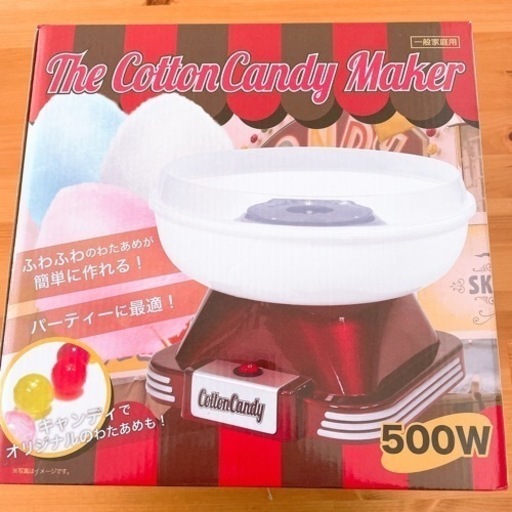 一般家庭用
The Cotton Candy Maker
ふわふわのわたあめが
簡単に作れる！
パーティーに最適！
SK
キャンディで
オリジナルのわたあめも！
CottonCandy
500W
※写真はイメージです。